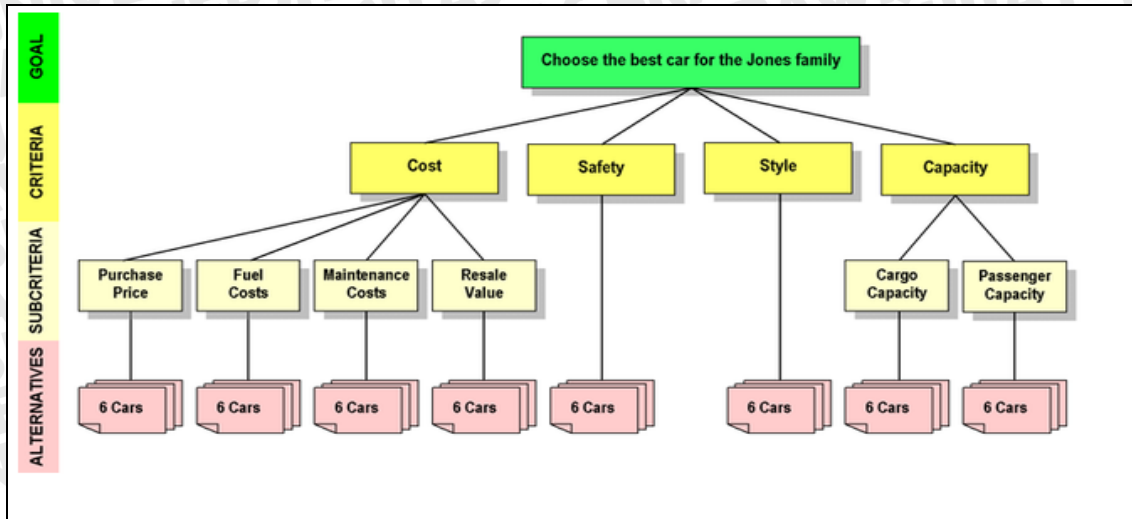 GOAL
Choose the best car for the Jones family
CRITERIA
Cost
Safety
Style
Capacity
SUBCRITERIA
Purchase
Price
Fuel
Costs
Maintenance
Costs
Resale
Value
Cargo
Capacity
Passenger
Capacity
ALTERNATIVES
6 Cars
6 Cars
6 Cars
6 Cars
6 Cars
6 Cars
6 Cars
6 Cars